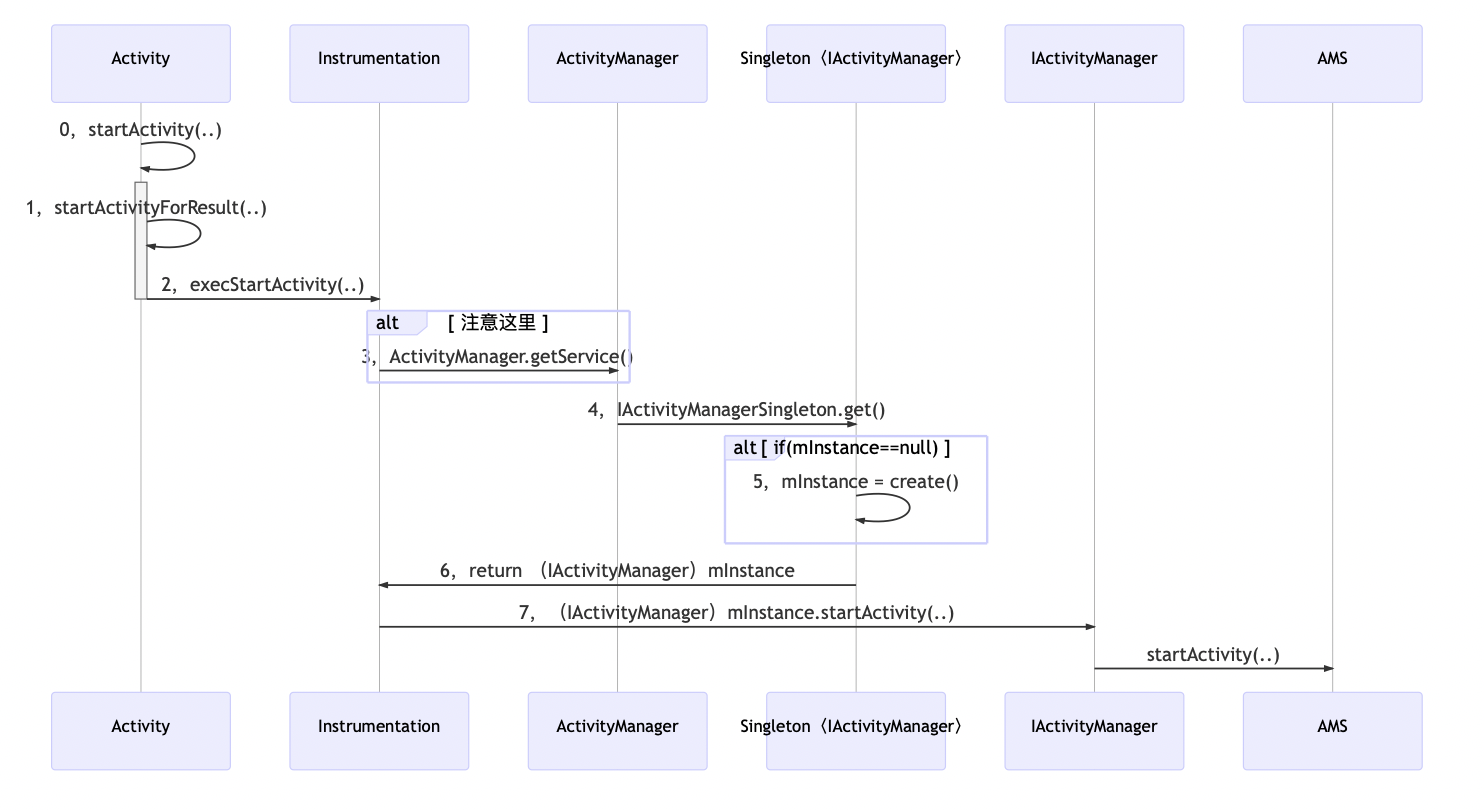 Activity
Instrumentation
ActivityManager
Singleton〈IActivityManager〉
IActivityManager
AMS
0，startActivity(..)
1，startActivityForResult(..)
2，execStartActivity(..)
alt
[ 注意这里 ]
3，ActivityManager.getService()
4，IActivityManagerSingleton.get()
alt
[ if(mInstance==null) ]
5，mInstance = create()
6，return （IActivityManager）mInstance
7，（IActivityManager）mInstance.startActivity(..)
startActivity(..)
Activity
Instrumentation
ActivityManager
Singleton〈IActivityManager〉
IActivityManager
AMS